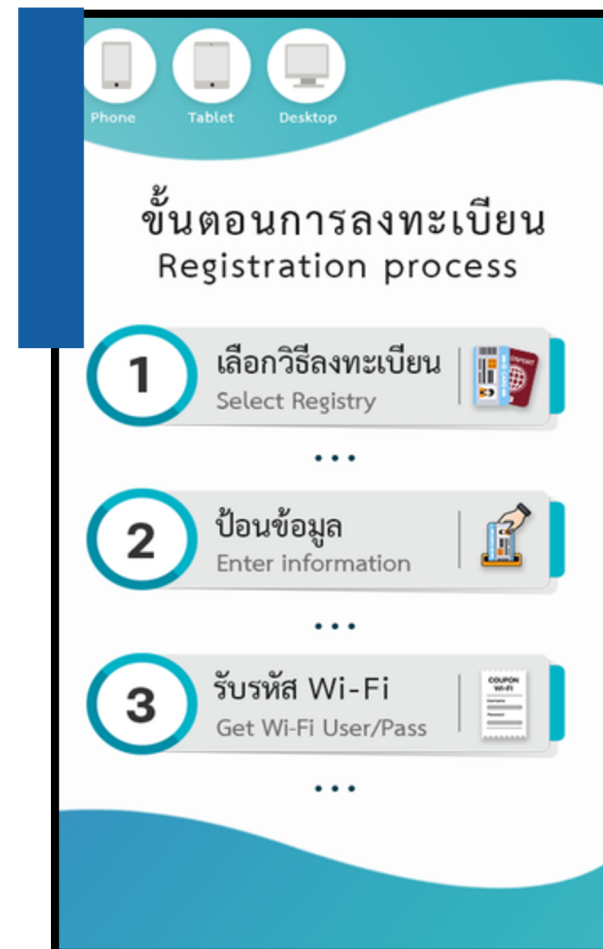 Phone Tablet Desktop
ขั้นตอนการลงทะเบียน
Registration process
1
เลือกวิธีลงทะเบียน
Select Registry
...
2
ป้อนข้อมูล
Enter information
...
3
รับรหัส Wi-Fi
Get Wi-Fi User/Pass
COUPON
Wi-Fi
...